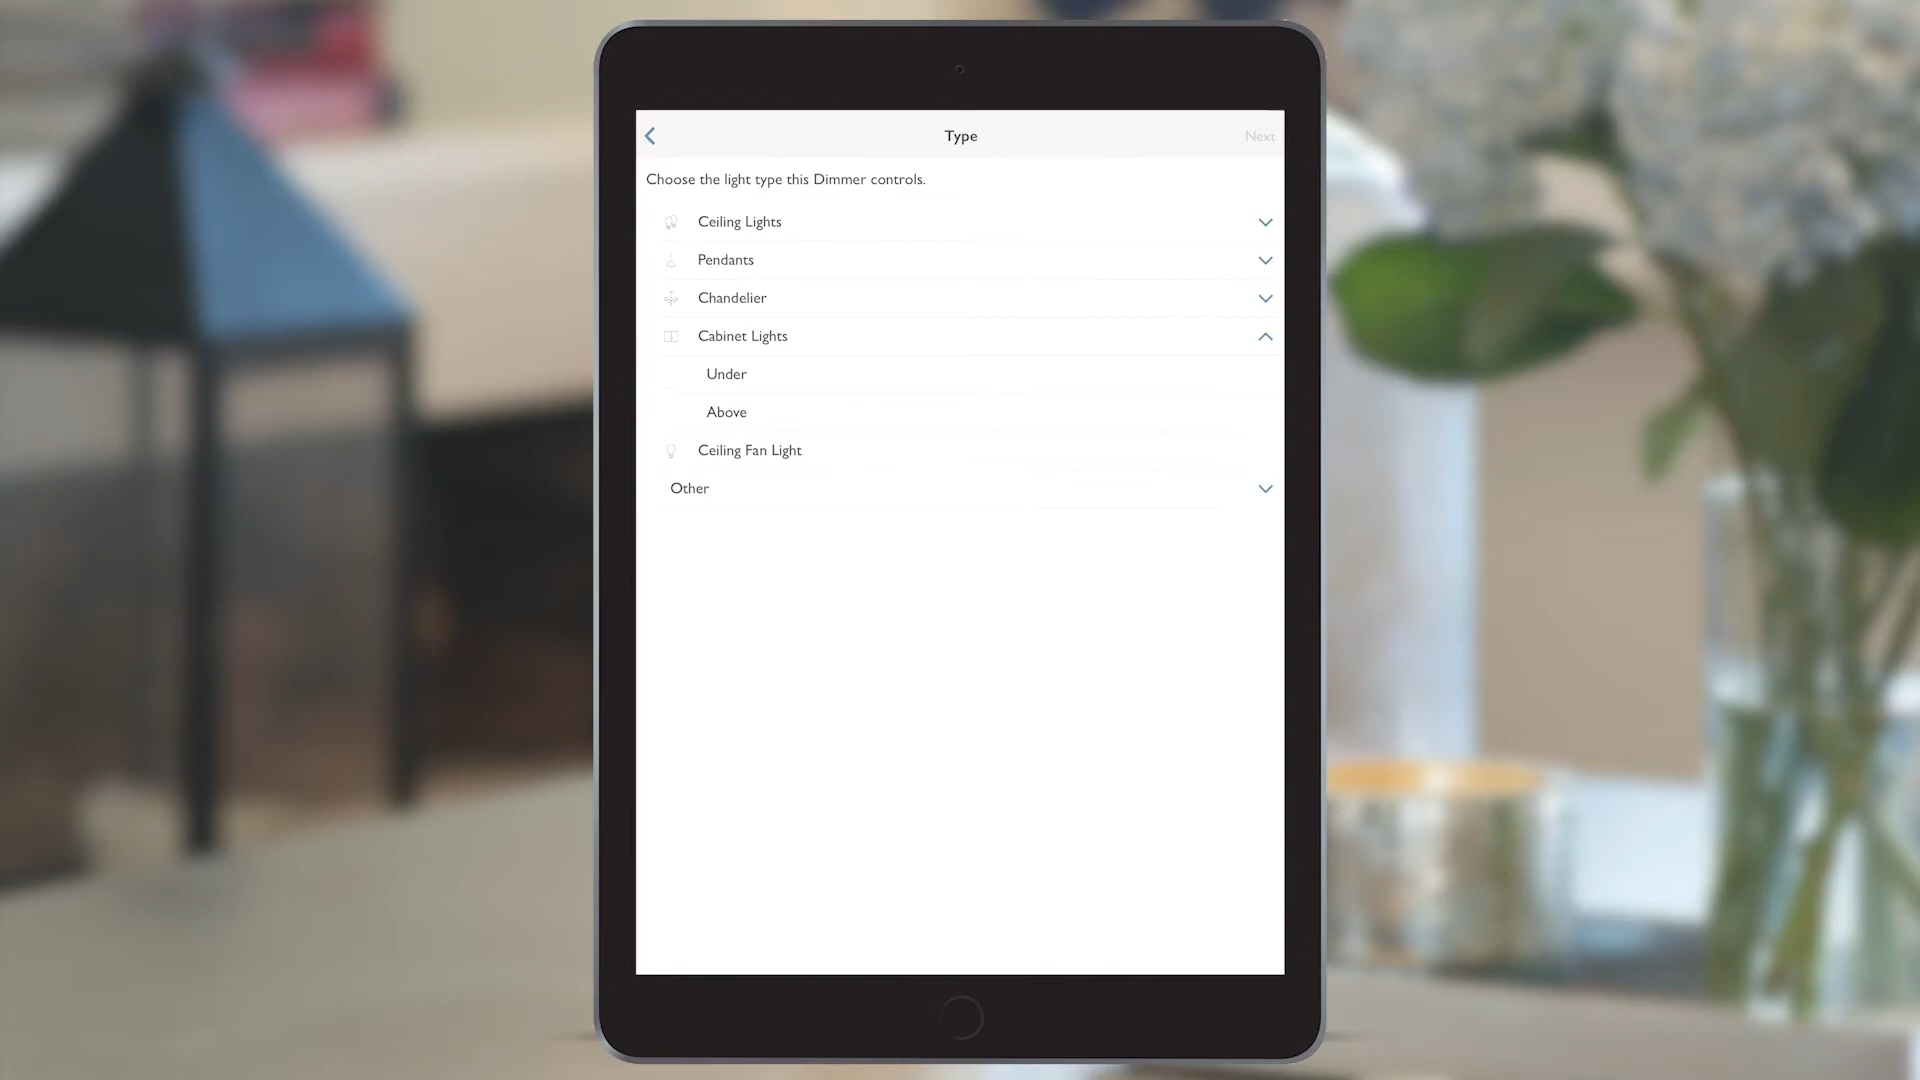 Type
Next
Choose the light type this Dimmer controls.
Ceiling Lights
Pendants
Chandelier
Cabinet Lights
Under
Above
Ceiling Fan Light
Other